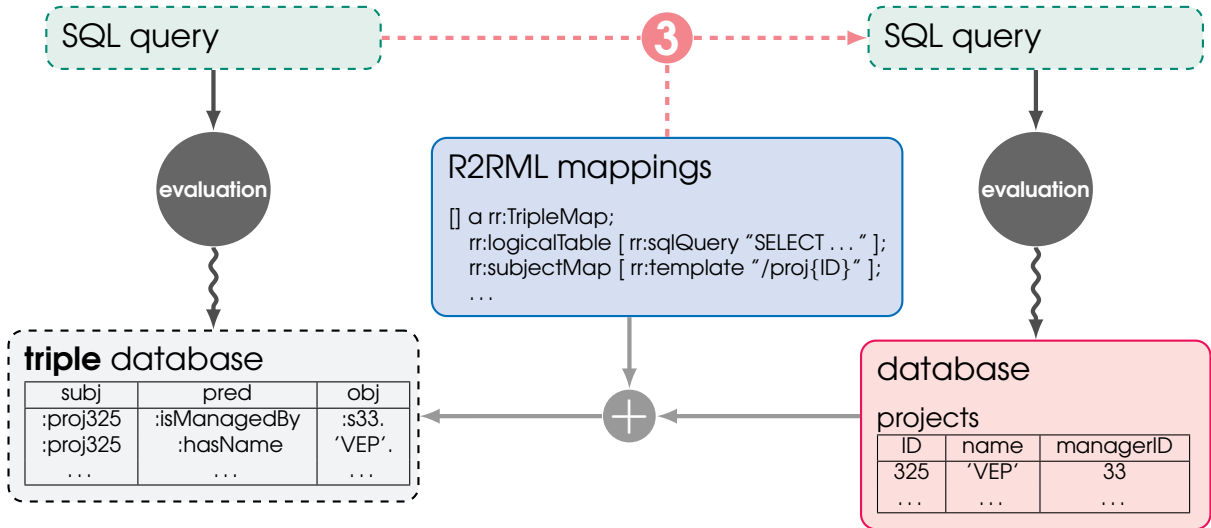 SQL query
3
SQL query
evaluation
R2RML mappings
[] a rr:TripleMap;
rr:logicalTable [ rr:sqlQuery "SELECT . . . " ];
rr:subjectMap [ rr:template "/proj{ID}" ];
. . .
evaluation
triple database
subj pred obj
:proj325 :isManagedBy :s33.
:proj325 :hasName 'VEP'.
. . . . . . . . .
+
database
projects
ID name managerID
325 'VEP' 33
. . . . . . . . .